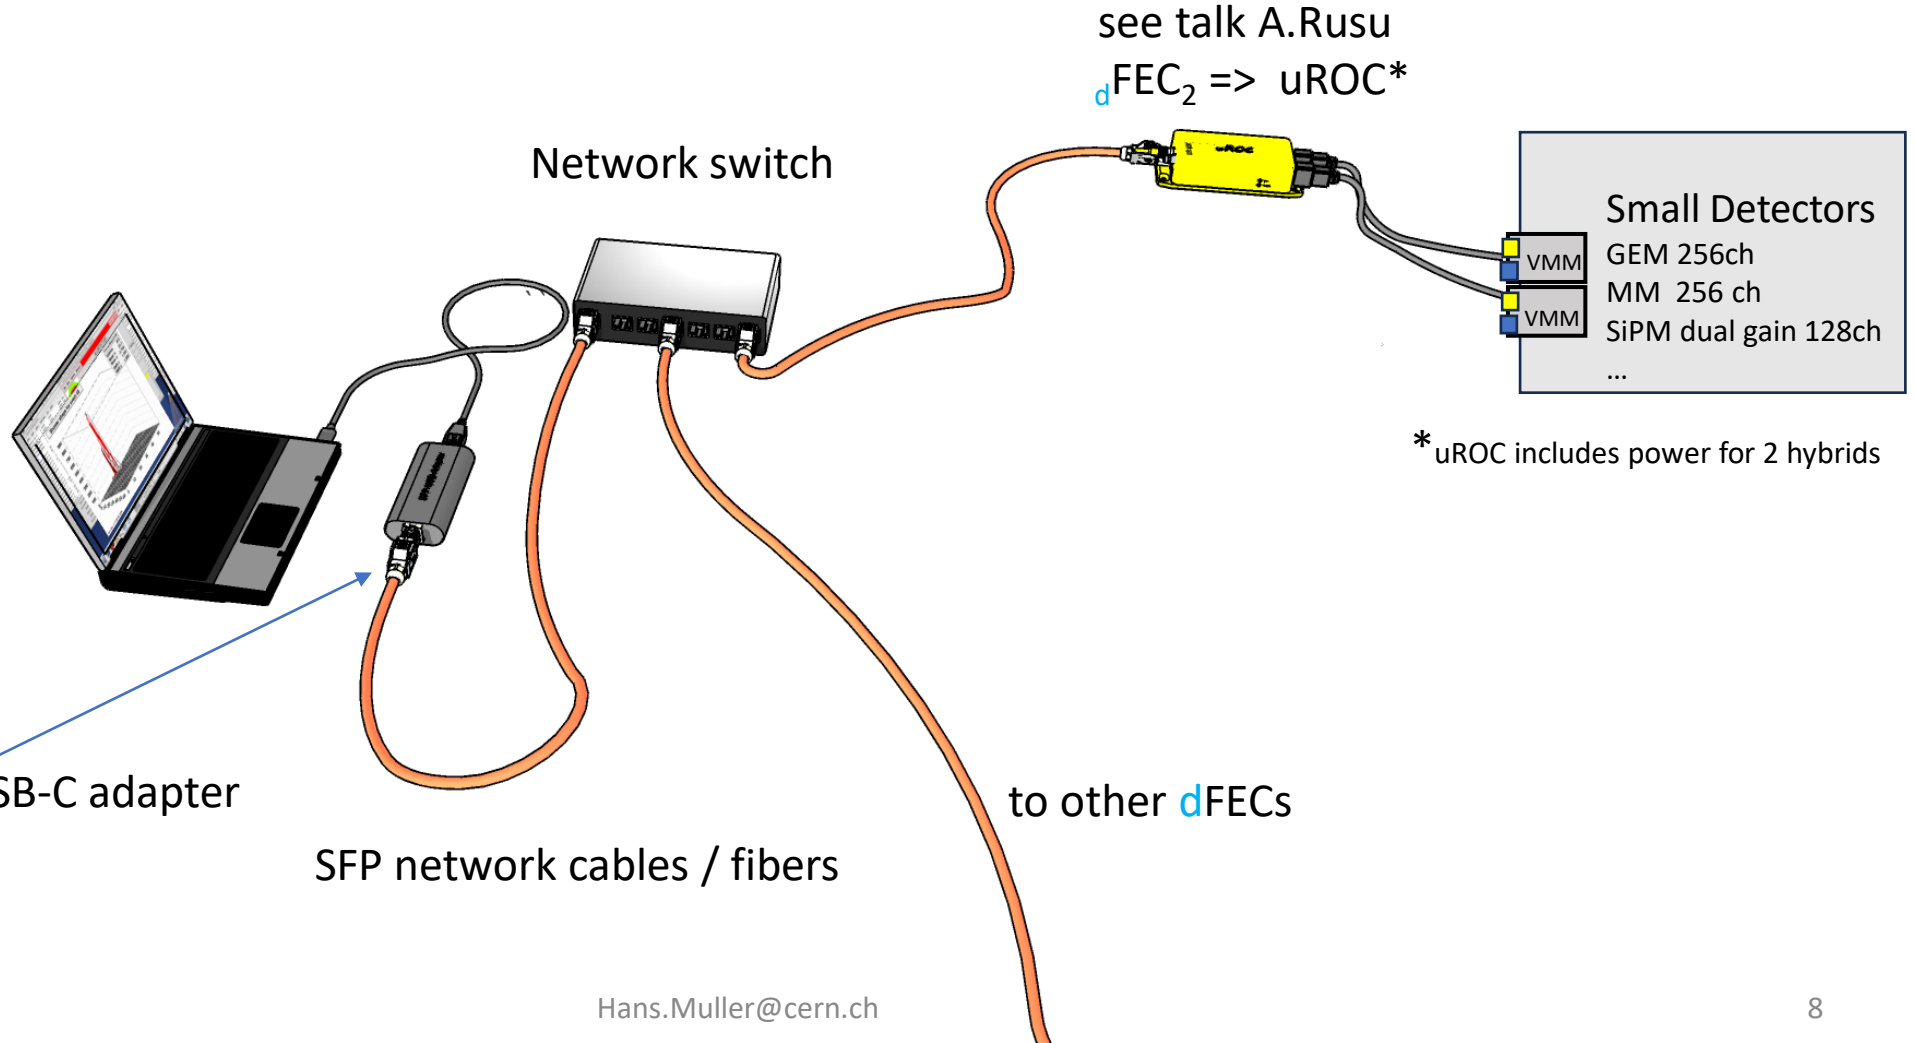 see talk A.Rusu
dFEC2 => uROC*
Network switch
uROC
Small Detectors
GEM 256ch
MM 256 ch
SiPM dual gain 128ch
...
VMM
VMM
*uROC includes power for 2 hybrids
SB-C adapter
to other dFECs
SFP network cables / fibers
Hans.Muller@cern.ch
8